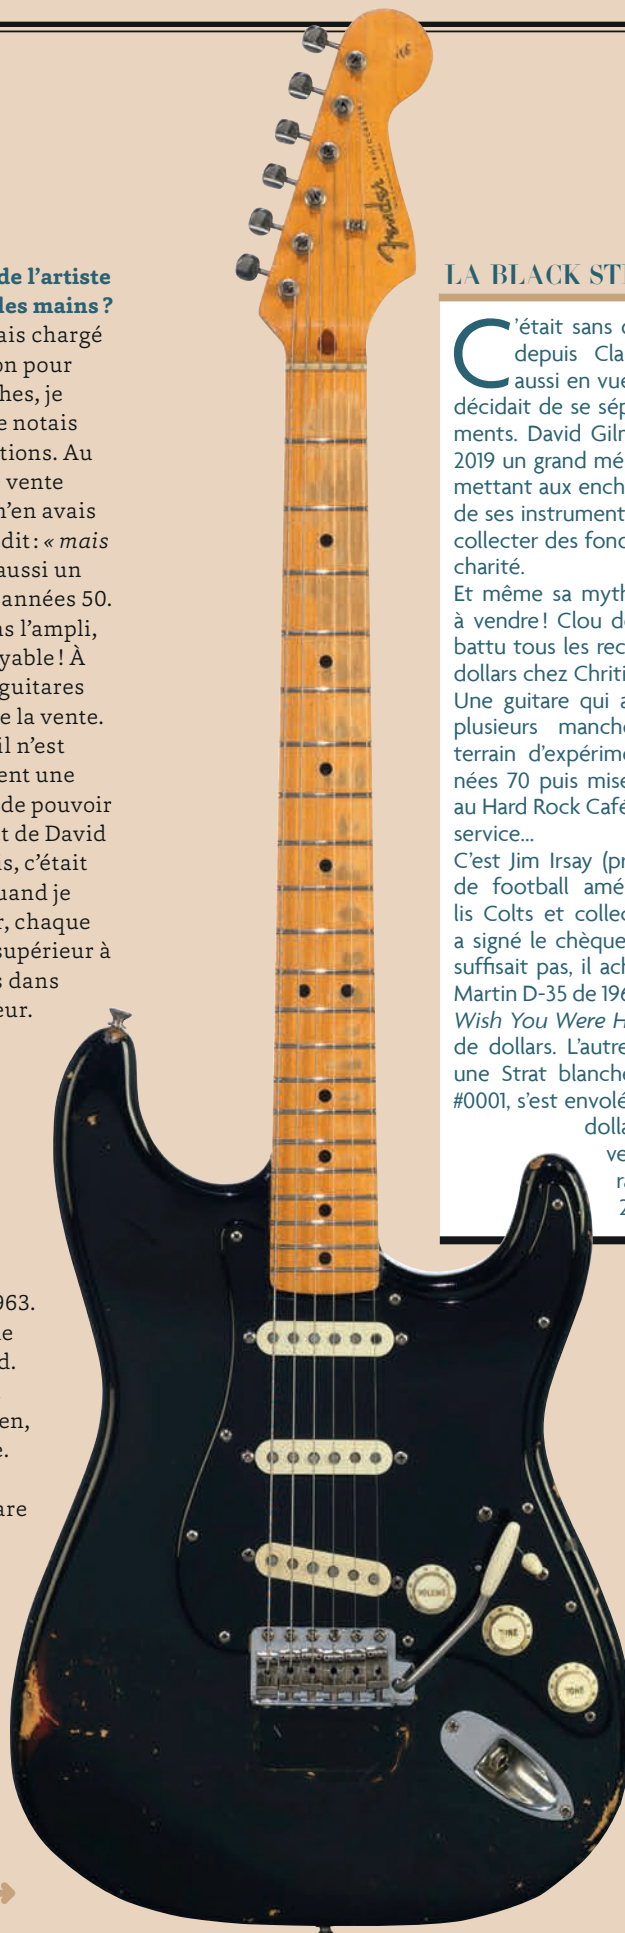 de l'artiste
les mains ?
ais chargé
on pour
hes, je
e notais
tions. Au
vente
n'en avais
dit : « mais
aussi un
années 50.
ns l'ampli,
yable ! À
guitares
e la vente.
il n'est
ent une
de pouvoir
t de David
is, c'était
uand je
r, chaque
supérieur à
s dans
eur.
963.
e
d.
en,
e.
are
Fender
STRATOCASTER
VOLUME
TONE
TONE
LA BLACK ST
C'était sans
depuis Cla
aussi en vue
décidait de se sép
ments. David Giln
2019 un grand mé
mettant aux ench
de ses instrument
collecter des fond
charité.
Et même sa myth
à vendre ! Clou d
battu tous les rec
dollars chez Chriti
Une guitare qui a
plusieurs manch
terrain d'expérim
nées 70 puis mise
au Hard Rock Café
service...
C'est Jim Irsay (pr
de football amé
lis Colts et collec
a signé le chèque
suffisait pas, il ach
Martin D-35 de 196
Wish You Were H
de dollars. L'autre
une Strat blanche
#0001, s'est envolé
dolla
ve
ra
2